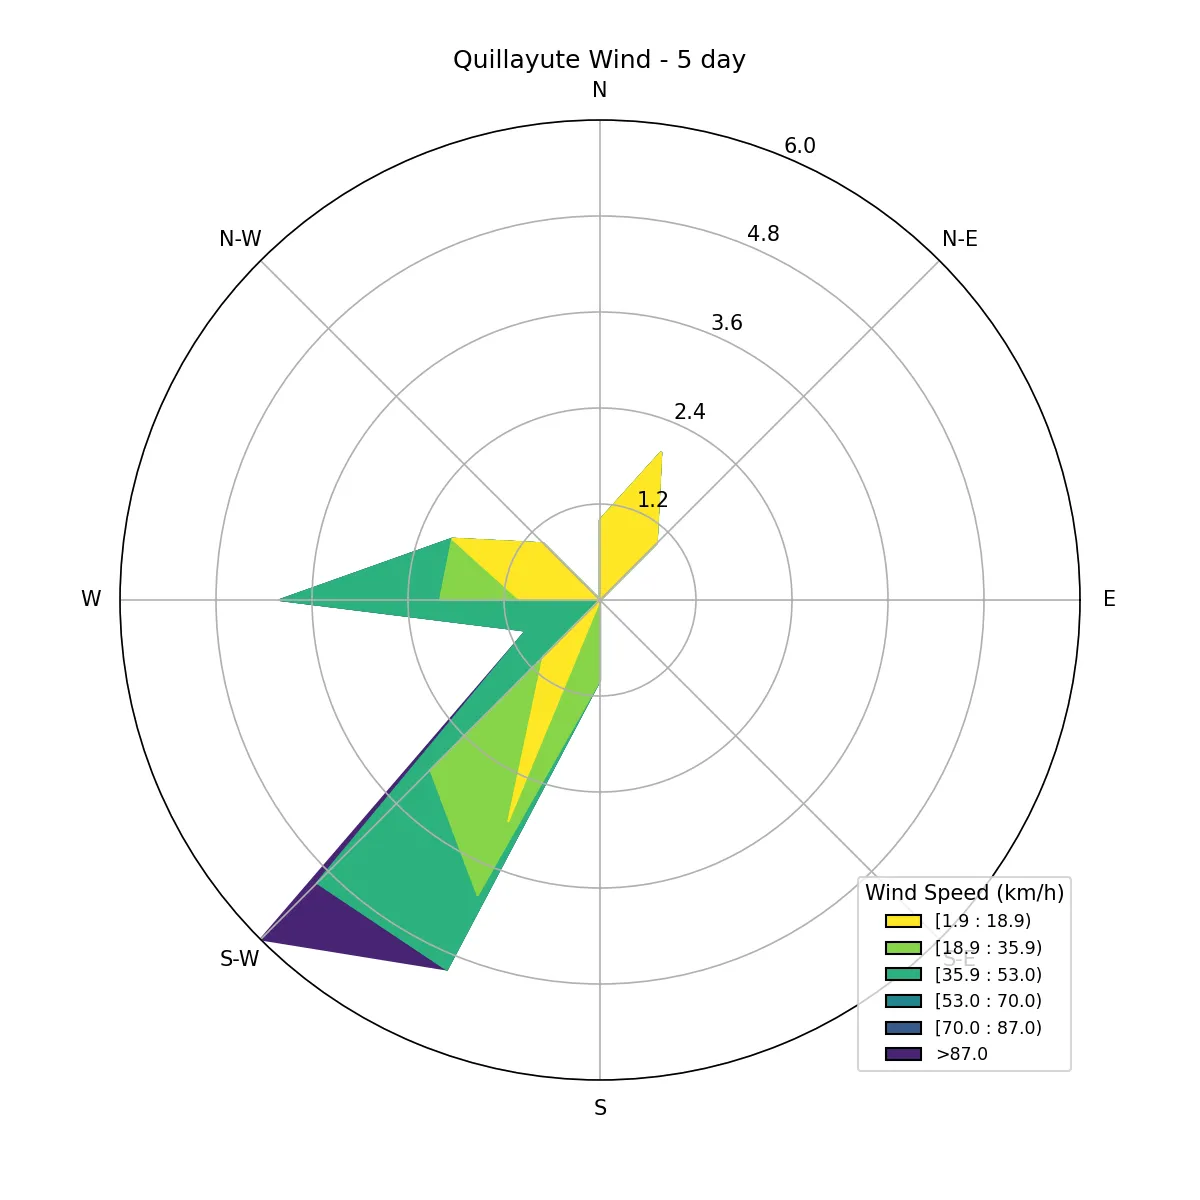 Quillayute Wind - 5 day
N
6.0
N-W
N-E
4.8
3.6
2.4
1.2
W
E
S-W
S-E
Wind Speed (km/h)
[1.9 : 18.9)
[18.9 : 35.9)
[35.9 : 53.0)
[53.0 : 70.0)
[70.0 : 87.0)
>87.0
S